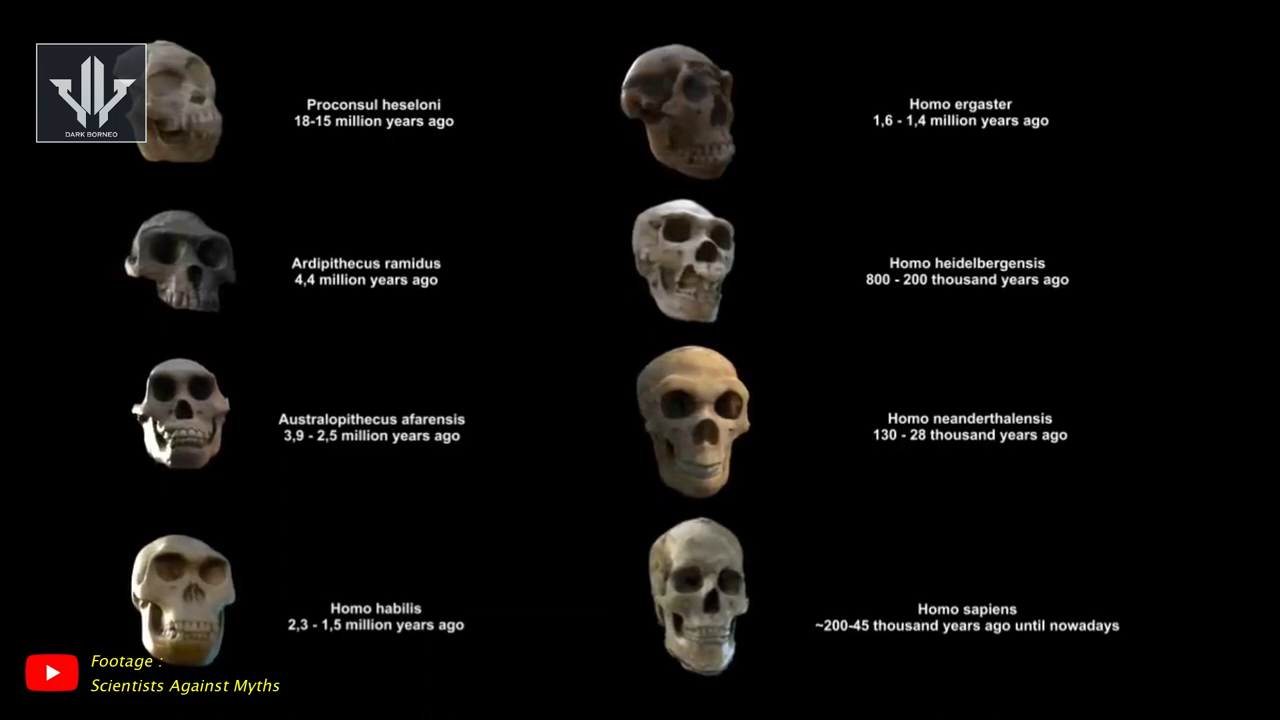 DARK BORNEO
Proconsul heseloni
18-15 million years ago
Ardipithecus ramidus
4,4 million years ago
Australopithecus afarensis
3,9 - 2,5 million years ago
Homo habilis
2,3 - 1,5 million years ago
Homo ergaster
1,6 - 1,4 million years ago
Homo heidelbergensis
800 - 200 thousand years ago
Homo neanderthalensis
130 - 28 thousand years ago
Homo sapiens
~200-45 thousand years ago until nowadays
Footage :
Scientists Against Myths